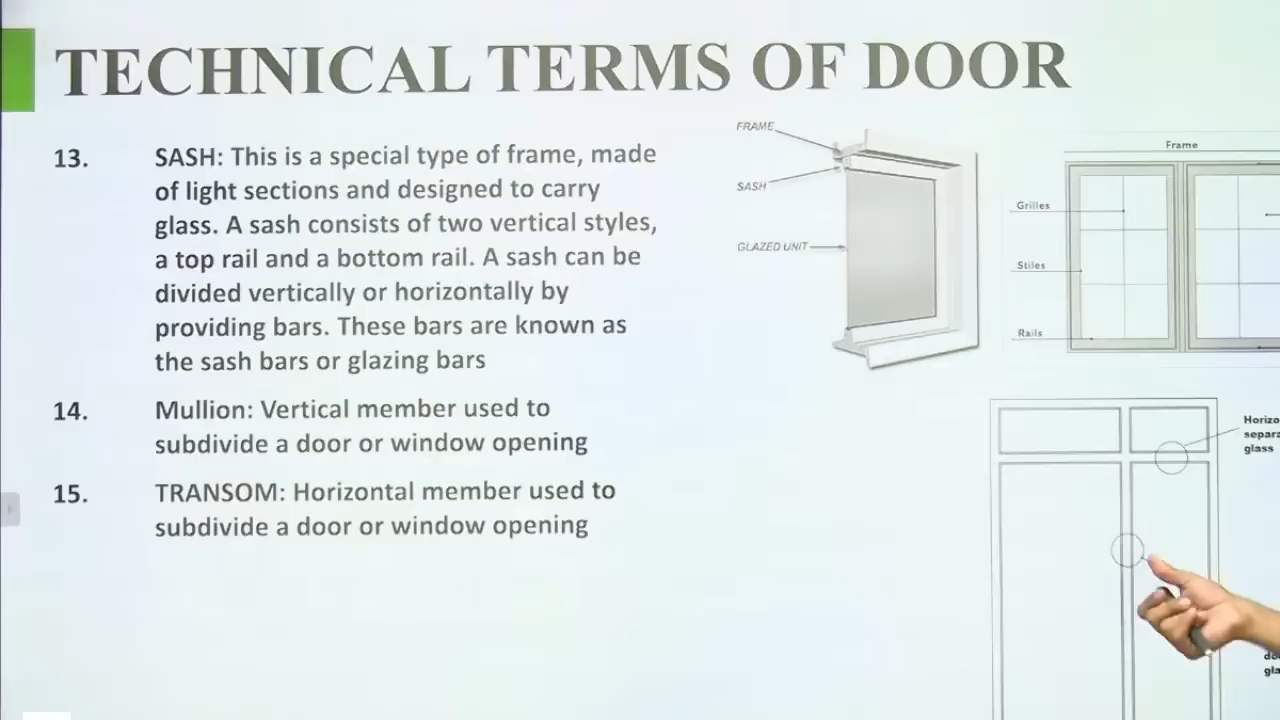 TECHNICAL TERMS OF DOOR
13. SASH: This is a special type of frame, made
of light sections and designed to carry
glass. A sash consists of two vertical styles,
a top rail and a bottom rail. A sash can be
divided vertically or horizontally by
providing bars. These bars are known as
the sash bars or glazing bars
14. Mullion: Vertical member used to
subdivide a door or window opening
15. TRANSOM: Horizontal member used to
subdivide a door or window opening
FRAME
SASH
GLAZED UNIT
Frame
Grilles
Stiles
Rails
Horizo
separa
glass